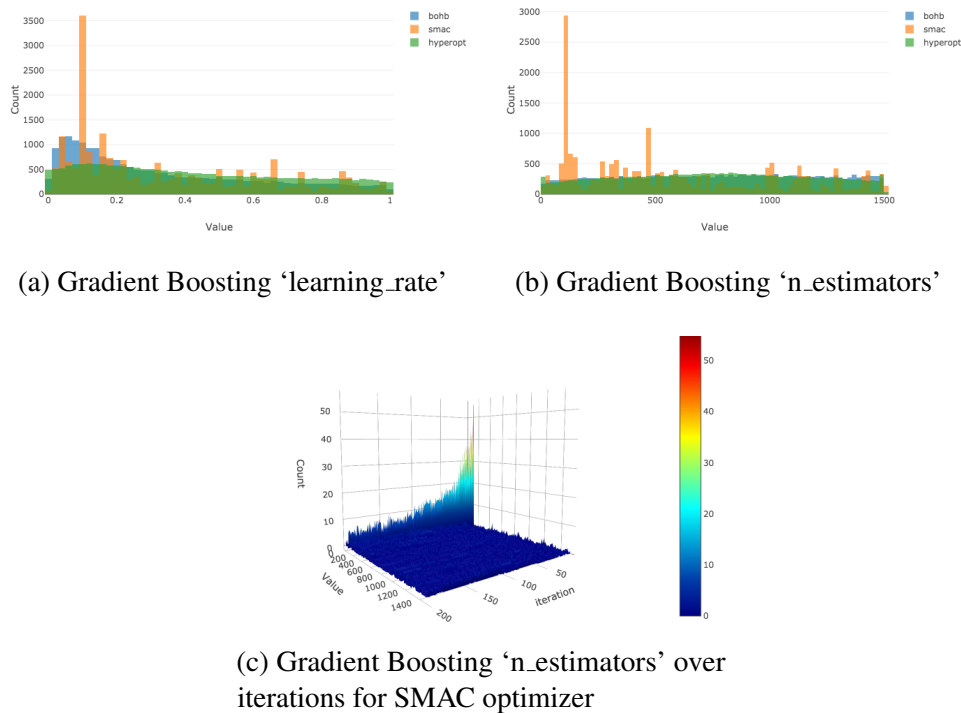 3500
3000
2500
2000
1500
1000
500
0
Count
0
0.2
0.4
0.6
0.8
1
Value
bohb
smac
hyperopt
3000
2500
2000
1500
1000
500
0
Count
0
500
1000
1500
Value
bohb
smac
hyperopt
(a) Gradient Boosting ‘learning_rate’
(b) Gradient Boosting ‘n_estimators’
50
40
30
20
10
0
Count
0
200
400
600
800
1000
1200
1400
Value
200
150
100
50
iteration
50
40
30
20
10
0
(c) Gradient Boosting ‘n_estimators’ over
iterations for SMAC optimizer